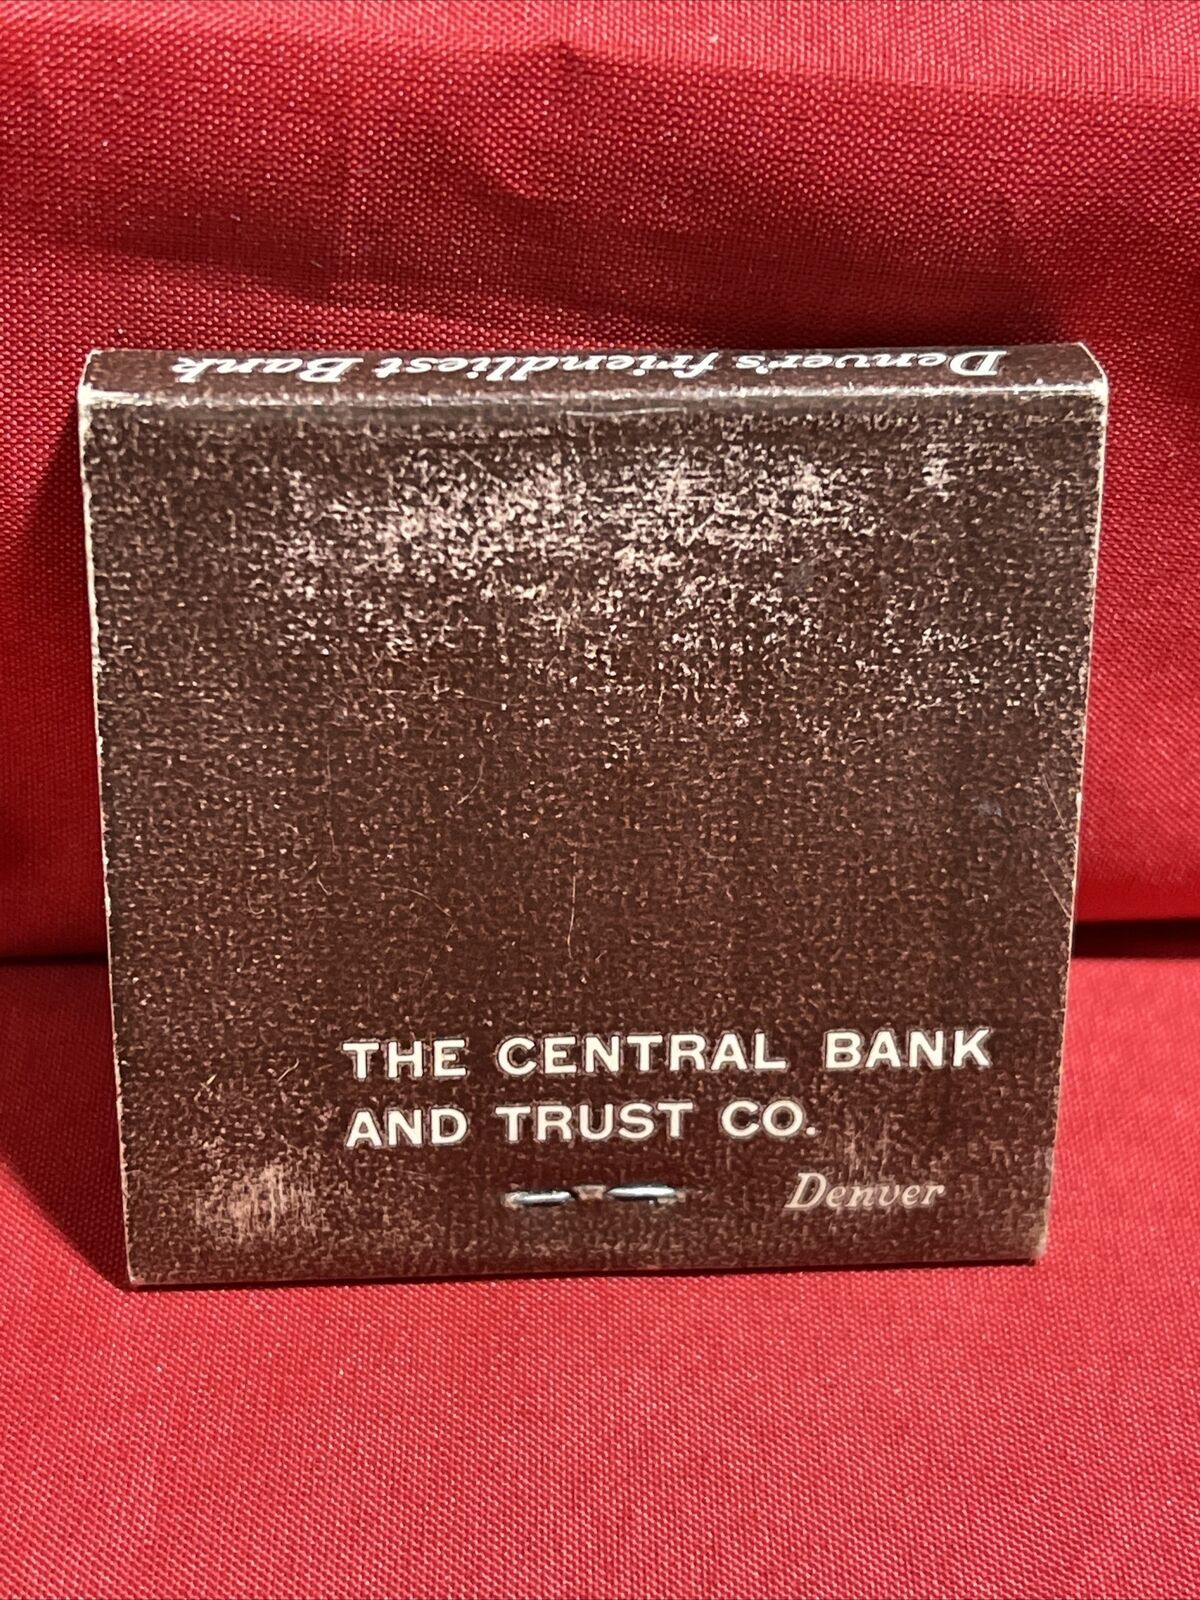 Denver's friendliest Bank
THE CENTRAL BANK
AND TRUST CO.
Denver